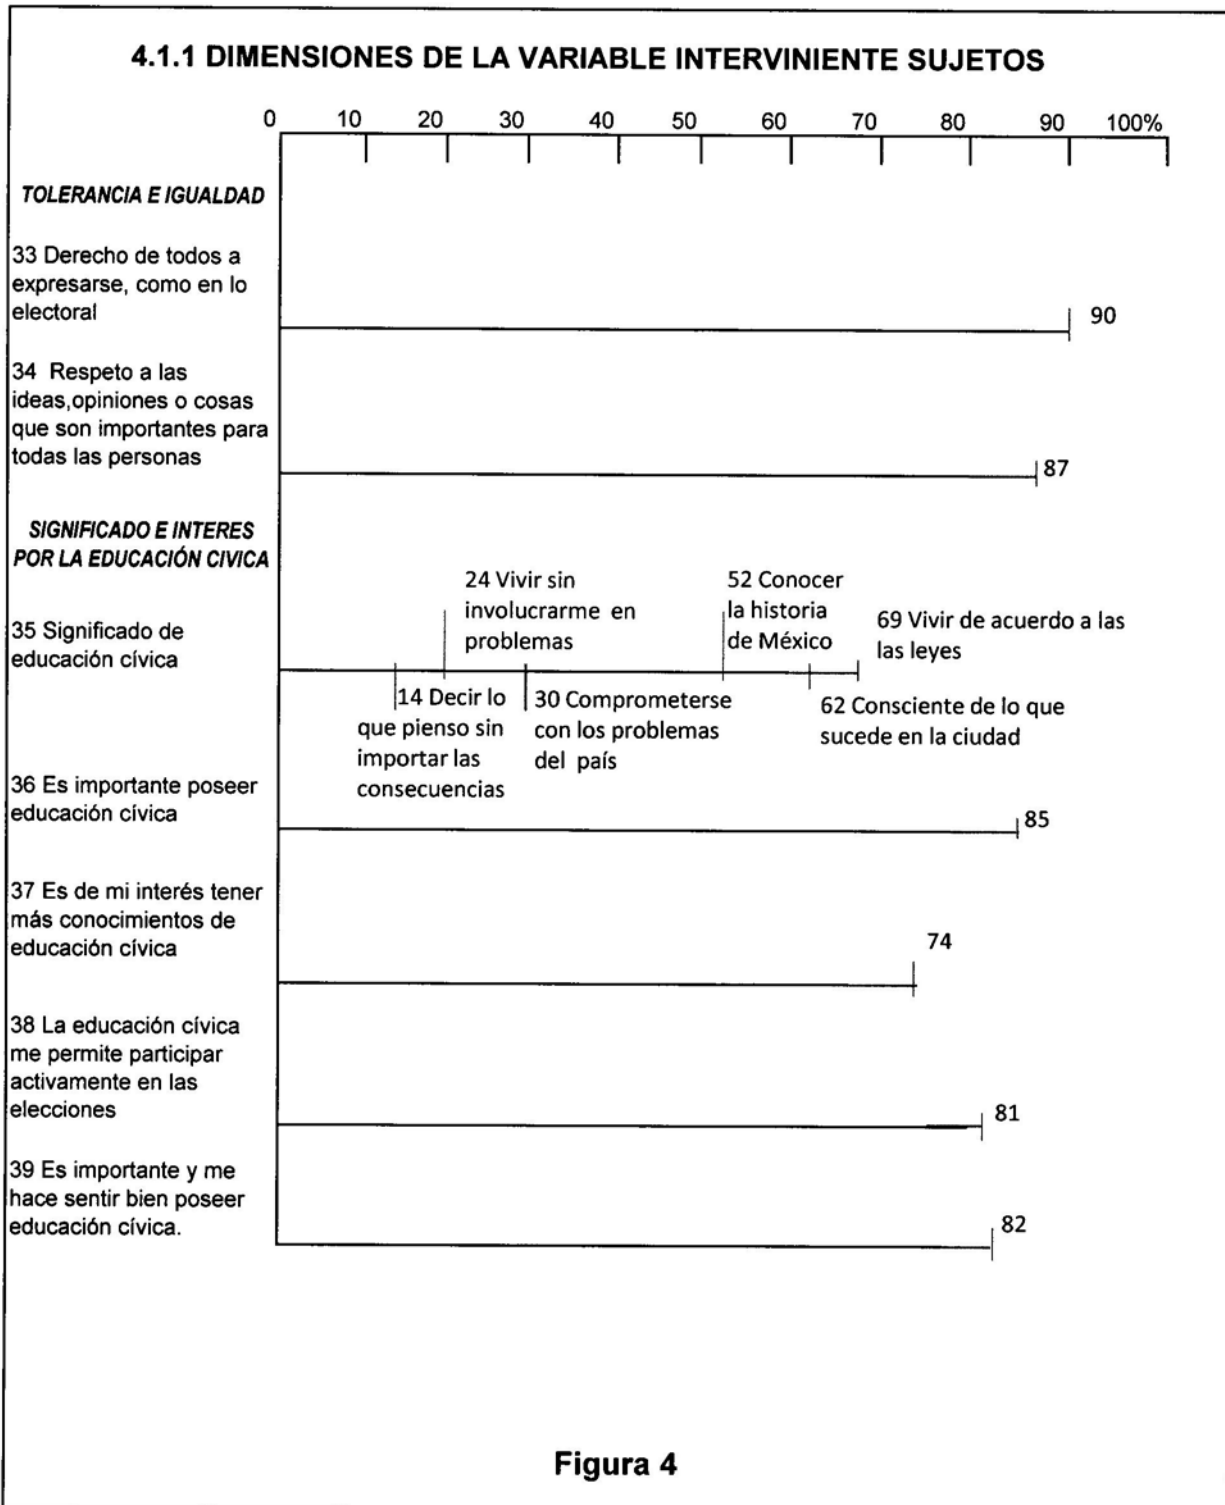 4.1.1 DIMENSIONES DE LA VARIABLE INTERVINIENTE SUJETOS
0 10 20 30 40 50 60 70 80 90 100%
TOLERANCIA E IGUALDAD
33 Derecho de todos a
expresarse, como en lo
electoral
90
34 Respeto a las
ideas,opiniones o cosas
que son importantes para
todas las personas
87
SIGNIFICADO E INTERES
POR LA EDUCACIÓN CIVICA
35 Significado de
educación cívica
24 Vivir sin
involucrarme en
problemas
52 Conocer
la historia
de México
69 Vivir de acuerdo a las
las leyes
14 Decir lo
que pienso sin
importar las
consecuencias
30 Comprometerse
con los problemas
del país
62 Consciente de lo que
sucede en la ciudad
36 Es importante poseer
educación cívica
85
37 Es de mi interés tener
más conocimientos de
educación cívica
74
38 La educación cívica
me permite participar
activamente en las
elecciones
81
39 Es importante y me
hace sentir bien poseer
educación cívica.
82
Figura 4